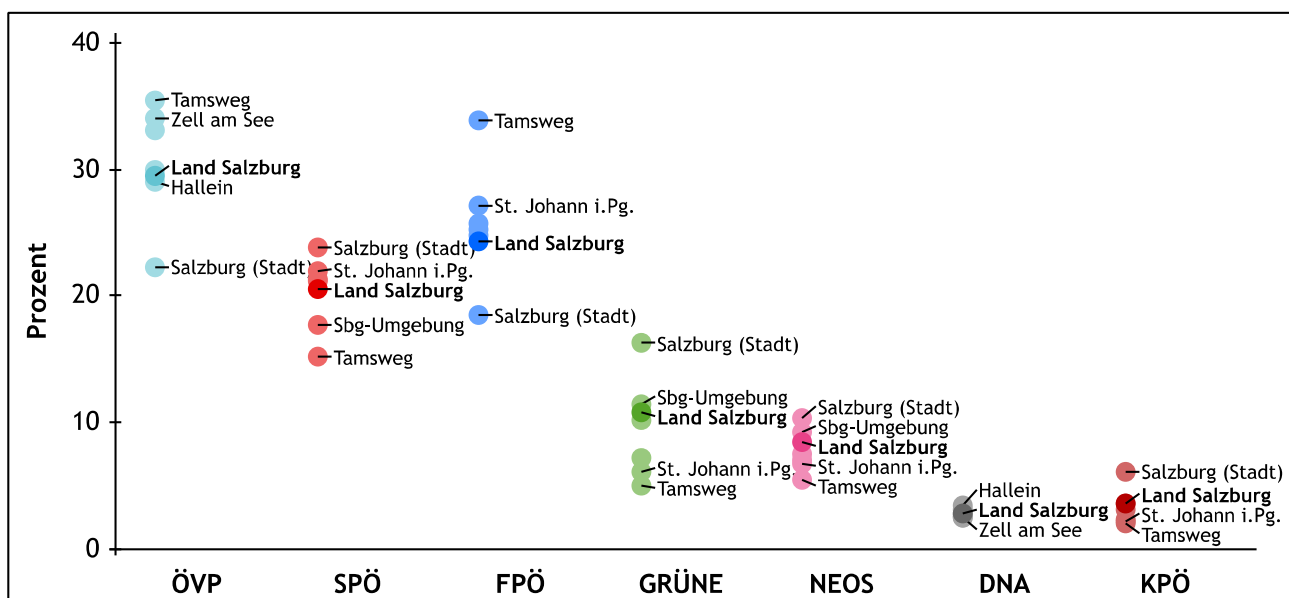 Prozent
40
30
20
10
0
Tamsweg
Zell am See
Land Salzburg
Hallein
Salzburg (Stadt)
Salzburg (Stadt)
St. Johann i.Pg.
Land Salzburg
Sbg-Umgebung
Tamsweg
Tamsweg
St. Johann i.Pg.
Land Salzburg
Salzburg (Stadt)
Salzburg (Stadt)
Sbg-Umgebung
Land Salzburg
St. Johann i.Pg.
Tamsweg
Salzburg (Stadt)
Sbg-Umgebung
Land Salzburg
St. Johann i.Pg.
Tamsweg
Hallein
Land Salzburg
Zell am See
Salzburg (Stadt)
Land Salzburg
St. Johann i.Pg.
Tamsweg
ÖVP SPÖ FPÖ GRÜNE NEOS DNA KPÖ